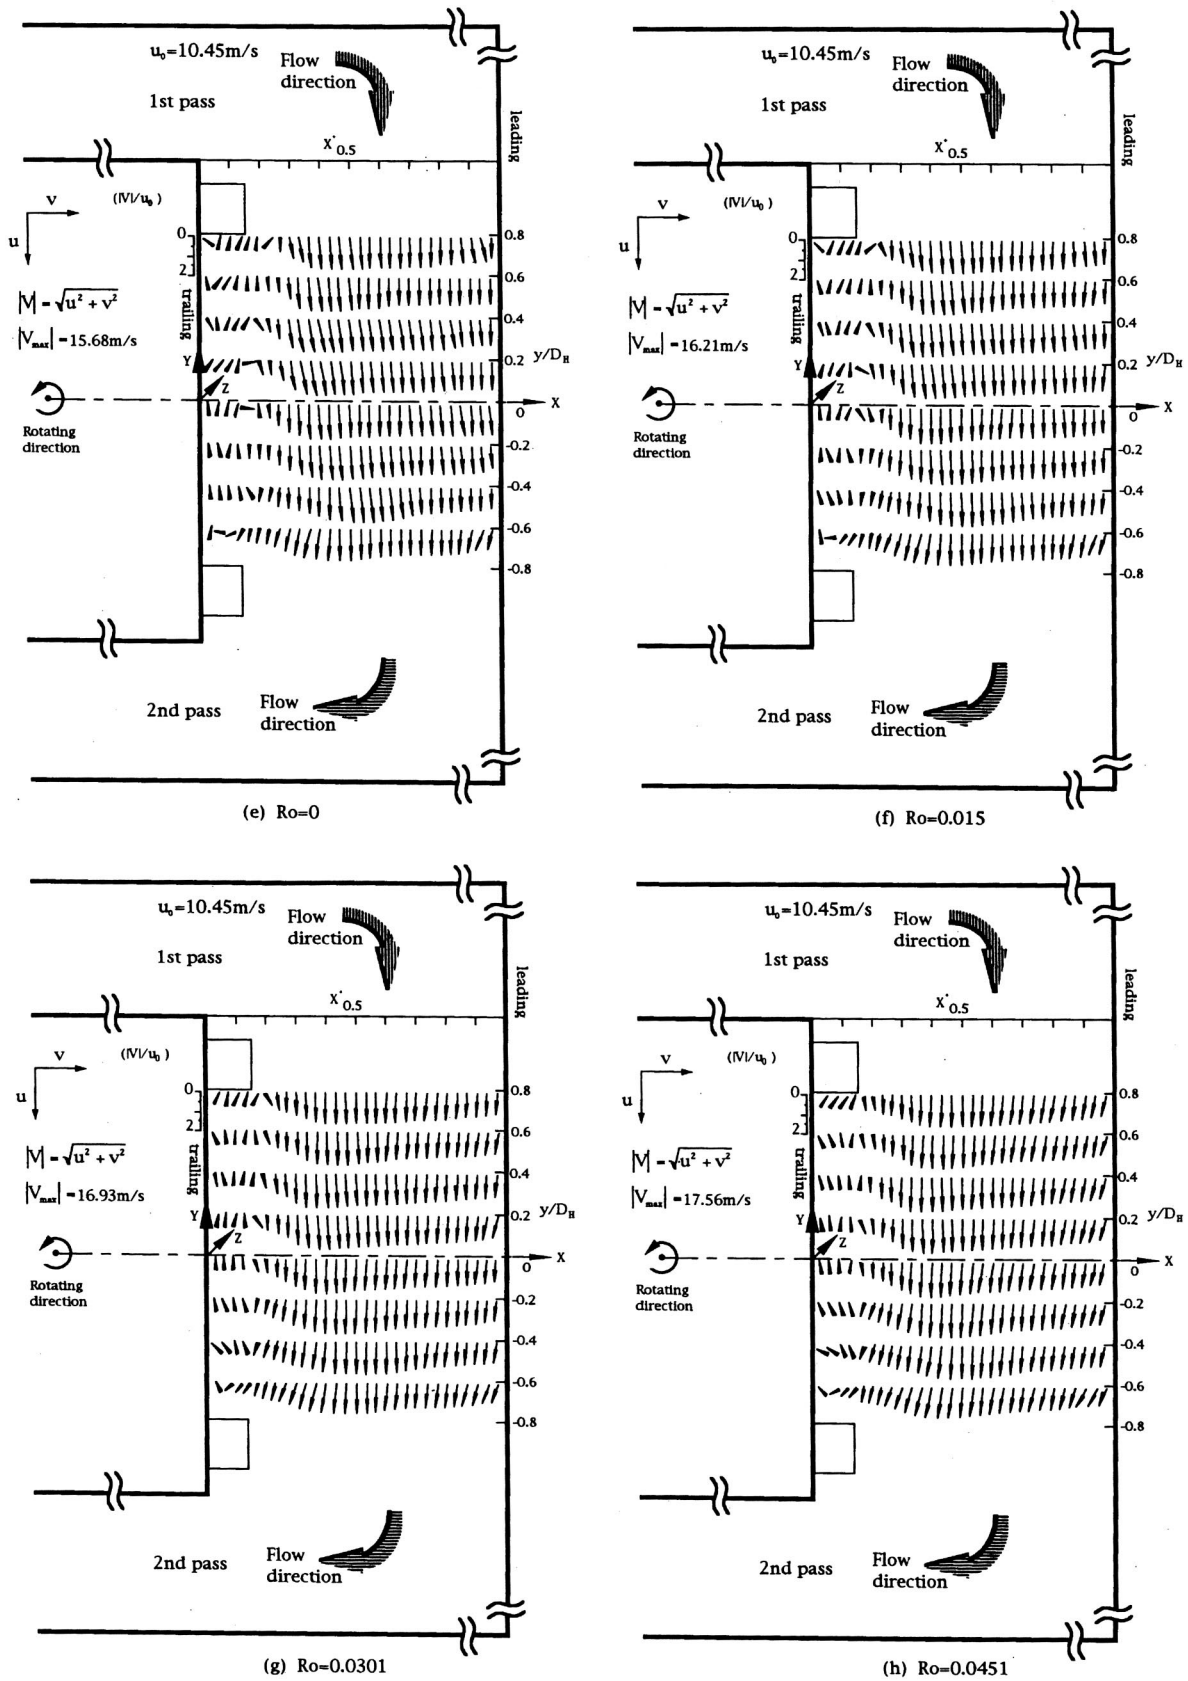 u₀=10.45m/s
Flow
direction
1st pass
leading
X* 0.5
v
(|V|/u₀)
u
0
2
trailing
|V| = √u² + v²
|Vmax| = 15.68m/s
0.8
0.6
0.4
0.2
y/D_H
Y
Z
X
0
Rotating
direction
-0.2
-0.4
-0.6
-0.8
2nd pass
Flow
direction
(e) Ro=0
u₀=10.45m/s
Flow
direction
1st pass
leading
X* 0.5
v
(|V|/u₀)
u
0
2
trailing
|V| = √u² + v²
|Vmax| = 16.21m/s
0.8
0.6
0.4
0.2
y/D_H
Y
Z
X
0
Rotating
direction
-0.2
-0.4
-0.6
-0.8
2nd pass
Flow
direction
(f) Ro=0.015
u₀=10.45m/s
Flow
direction
1st pass
leading
X* 0.5
v
(|V|/u₀)
u
0
2
trailing
|V| = √u² + v²
|Vmax| = 16.93m/s
0.8
0.6
0.4
0.2
y/D_H
Y
Z
X
0
Rotating
direction
-0.2
-0.4
-0.6
-0.8
2nd pass
Flow
direction
(g) Ro=0.0301
u₀=10.45m/s
Flow
direction
1st pass
leading
X* 0.5
v
(|V|/u₀)
u
0
2
trailing
|V| = √u² + v²
|Vmax| = 17.56m/s
0.8
0.6
0.4
0.2
y/D_H
Y
Z
X
0
Rotating
direction
-0.2
-0.4
-0.6
-0.8
2nd pass
Flow
direction
(h) Ro=0.0451